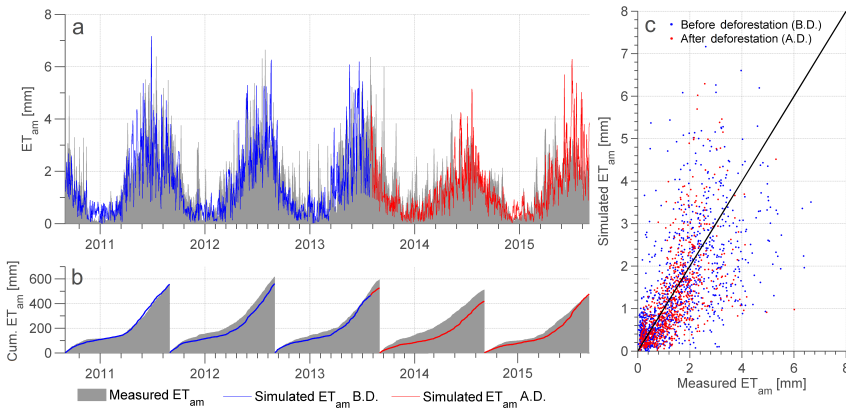 a
ET_am [mm]
8
6
4
2
0
2011
2012
2013
2014
2015
b
Cum. ET_am [mm]
600
400
200
0
2011
2012
2013
2014
2015
Measured ET_am
Simulated ET_am B.D.
Simulated ET_am A.D.
c
Before deforestation (B.D.)
After deforestation (A.D.)
Simulated ET_am [mm]
8
7
6
5
4
3
2
1
0
0
2
4
6
8
Measured ET_am [mm]